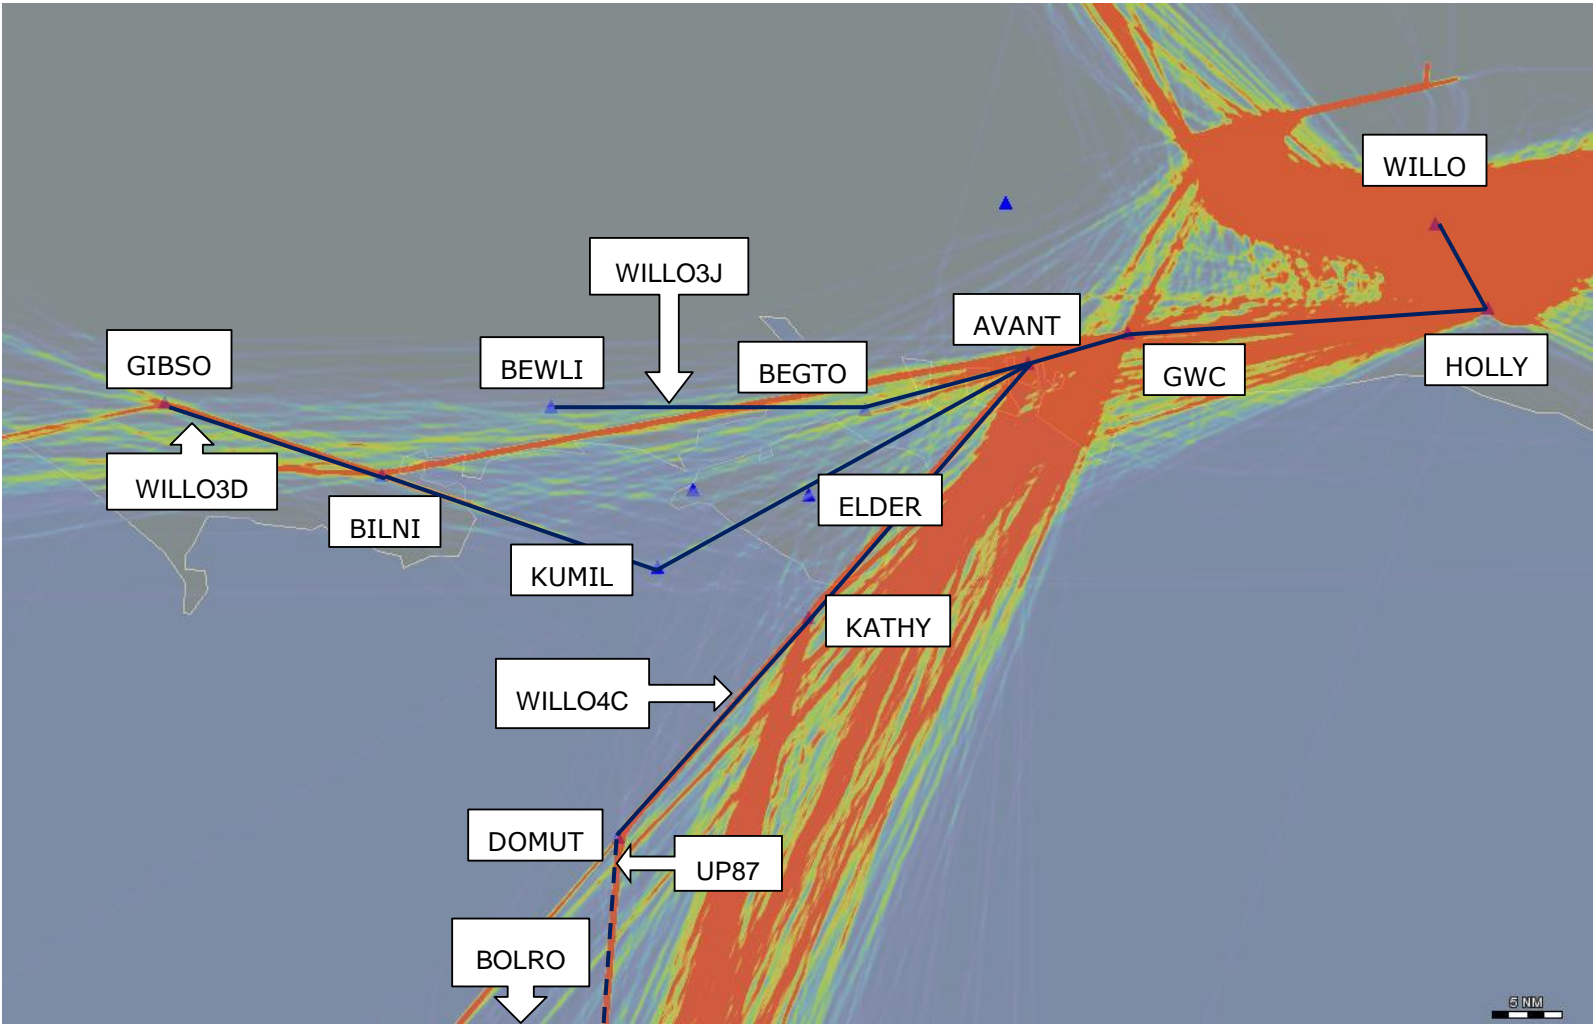 WILLO
WILLO3J
AVANT
GIBSO
BEWLI
BEGTO
GWC
HOLLY
WILLO3D
ELDER
BILNI
KUMIL
KATHY
WILLO4C
DOMUT
UP87
BOLRO
5 NM